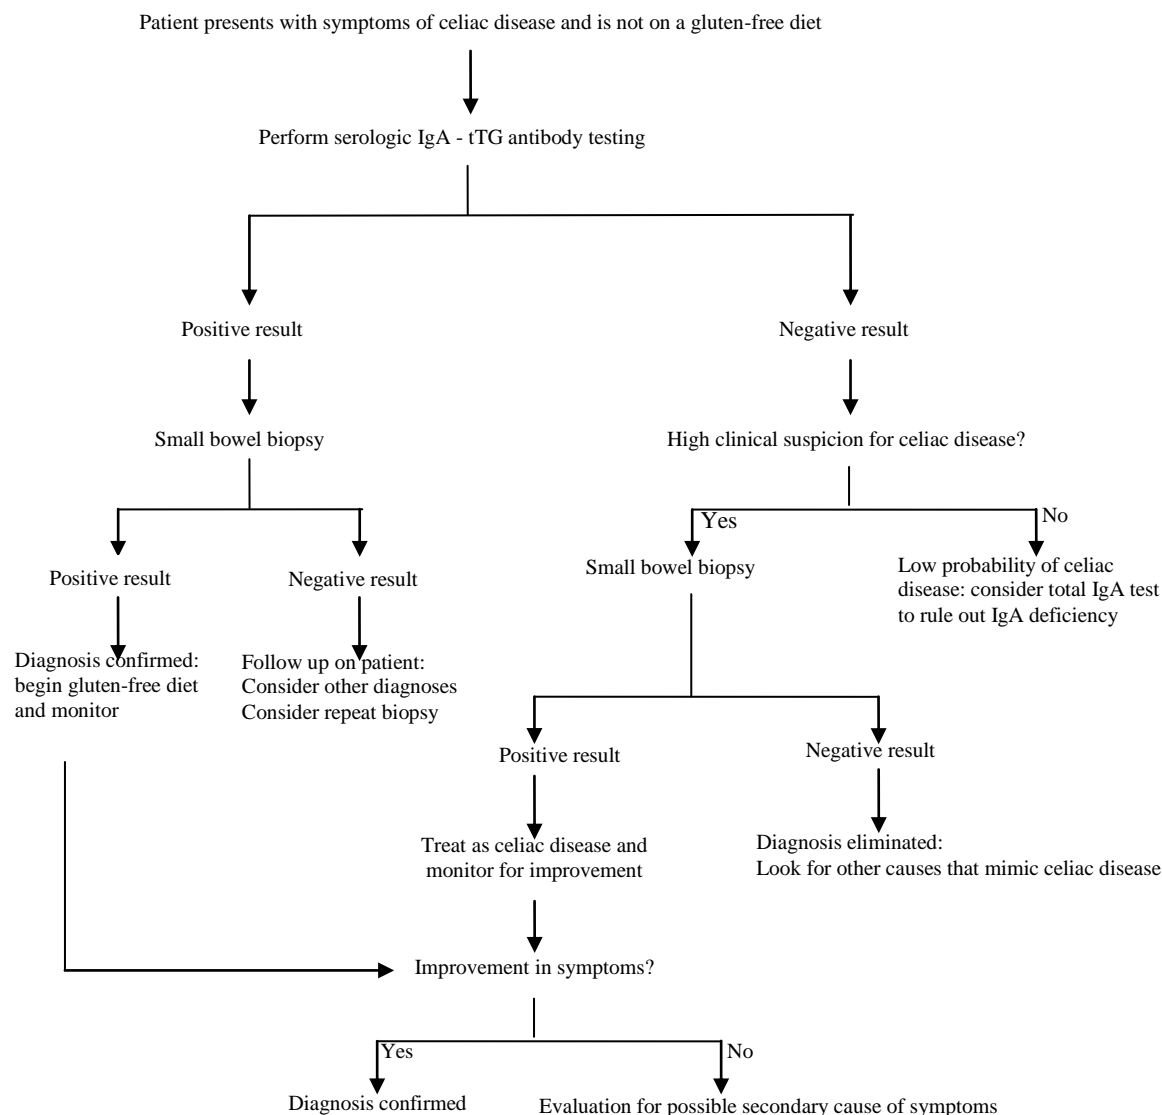 Patient presents with symptoms of celiac disease and is not on a gluten-free diet
Perform serologic IgA - tTG antibody testing
Positive result
Negative result
Small bowel biopsy
High clinical suspicion for celiac disease?
Yes
No
Positive result
Negative result
Small bowel biopsy
Low probability of celiac
disease: consider total IgA test
to rule out IgA deficiency
Diagnosis confirmed:
begin gluten-free diet
and monitor
Follow up on patient:
Consider other diagnoses
Consider repeat biopsy
Positive result
Negative result
Treat as celiac disease and
monitor for improvement
Diagnosis eliminated:
Look for other causes that mimic celiac disease
Improvement in symptoms?
Yes
No
Diagnosis confirmed
Evaluation for possible secondary cause of symptoms